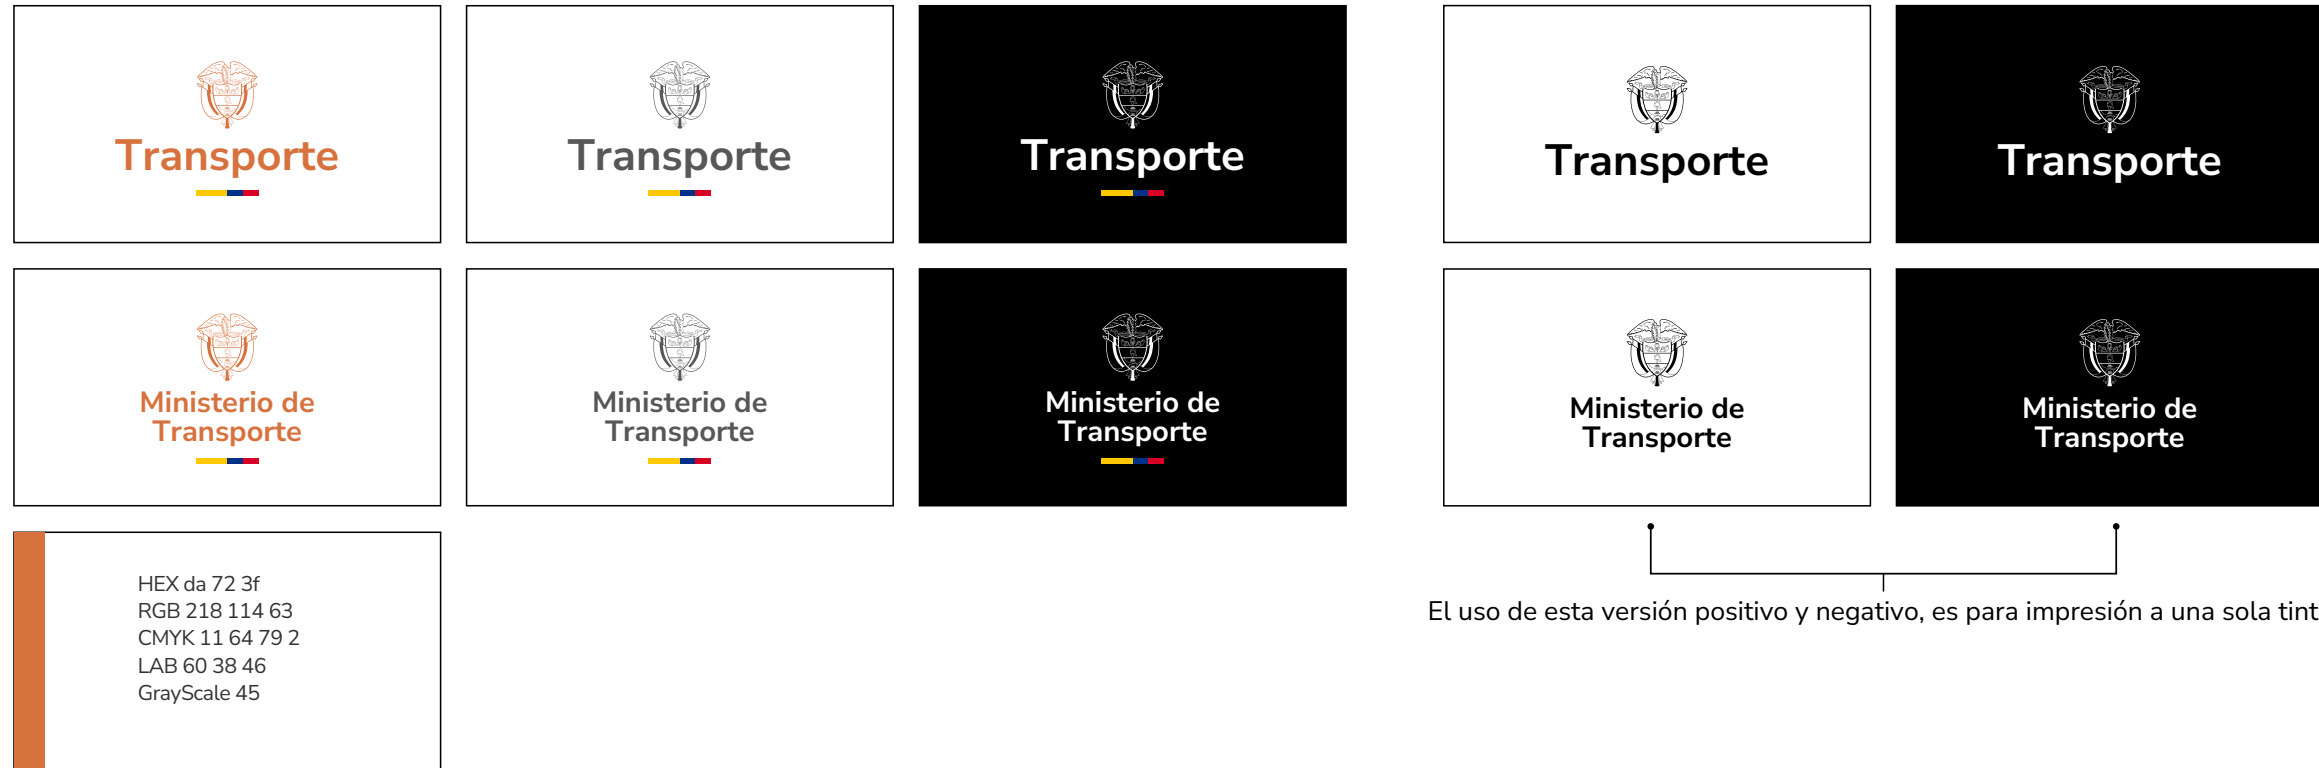 Transporte
Transporte
Transporte
Transporte
Transporte
Ministerio de
Transporte
Ministerio de
Transporte
Ministerio de
Transporte
Ministerio de
Transporte
Ministerio de
Transporte
HEX da 72 3f
RGB 218 114 63
CMYK 11 64 79 2
LAB 60 38 46
GrayScale 45
El uso de esta versión positivo y negativo, es para impresión a una sola tint